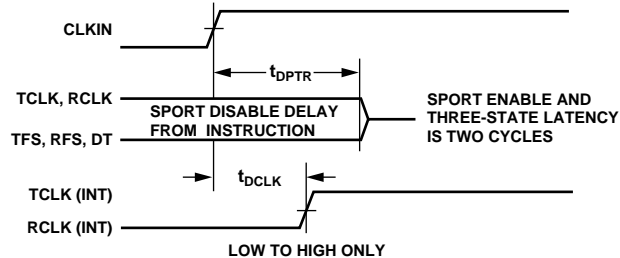 CLKIN
tDPTR
TCLK, RCLK
SPORT DISABLE DELAY
FROM INSTRUCTION
TFS, RFS, DT
SPORT ENABLE AND
THREE-STATE LATENCY
IS TWO CYCLES
tDCLK
TCLK (INT)
RCLK (INT)
LOW TO HIGH ONLY